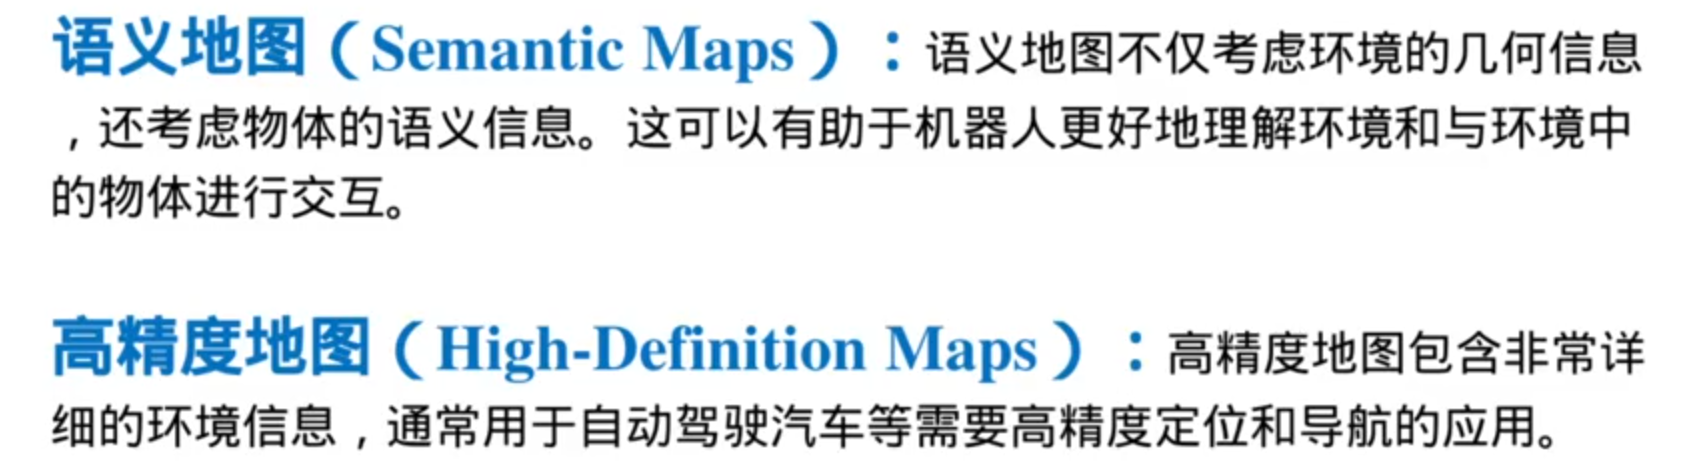 语义地图（Semantic Maps）：语义地图不仅考虑环境的几何信息
，还考虑物体的语义信息。这可以有助于机器人更好地理解环境和与环境中
的物体进行交互。
高精度地图（High-Definition Maps）：高精度地图包含非常详
细的环境信息，通常用于自动驾驶汽车等需要高精度定位和导航的应用。